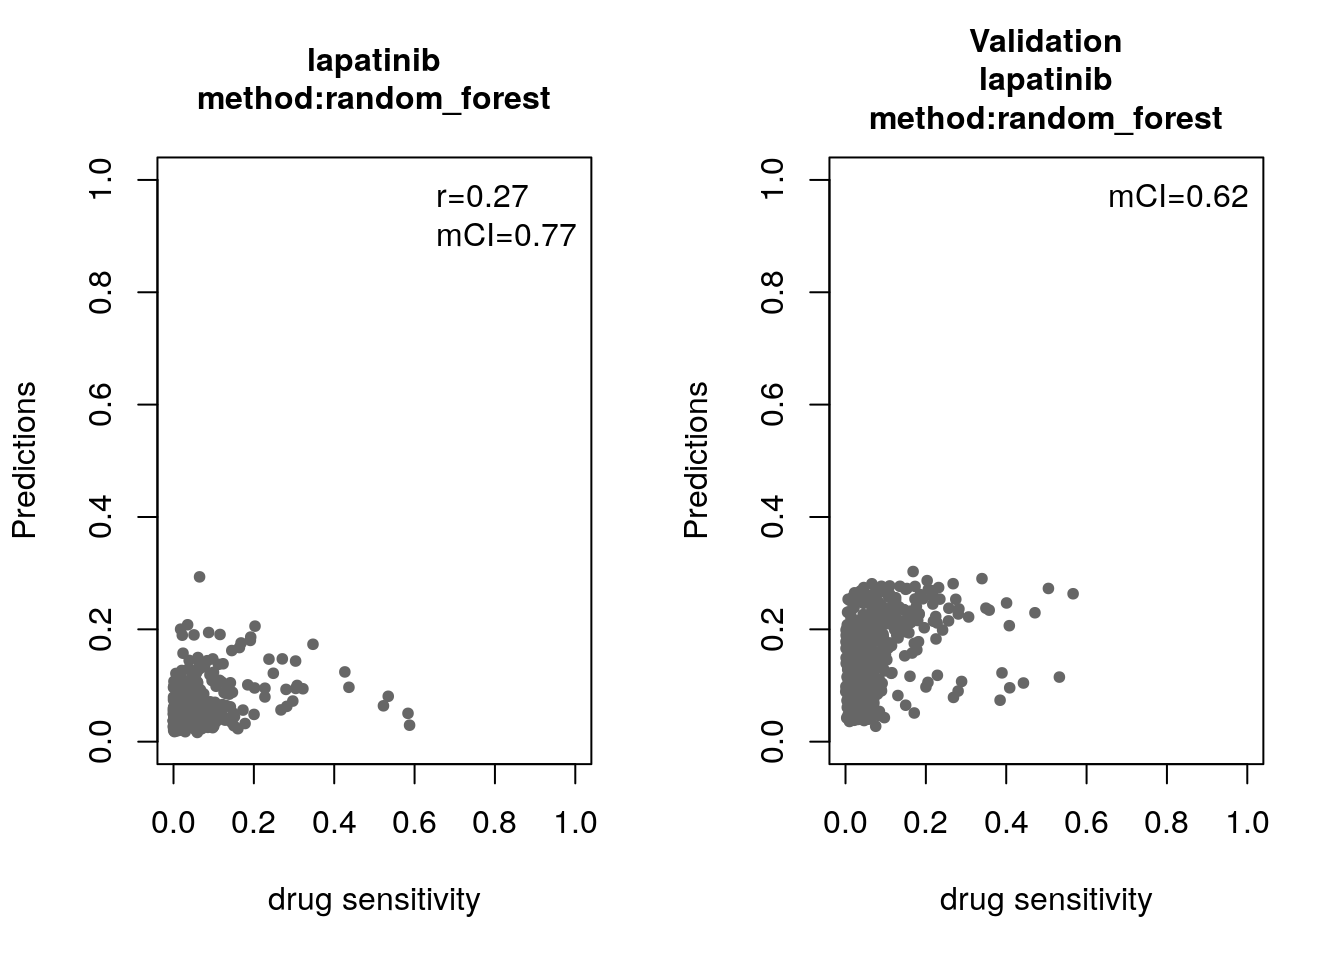 lapatinib
method:random_forest
r=0.27
mCI=0.77
Predictions
1.0
0.8
0.6
0.4
0.2
0.0
0.0 0.2 0.4 0.6 0.8 1.0
drug sensitivity
Validation
lapatinib
method:random_forest
mCI=0.62
Predictions
1.0
0.8
0.6
0.4
0.2
0.0
0.0 0.2 0.4 0.6 0.8 1.0
drug sensitivity